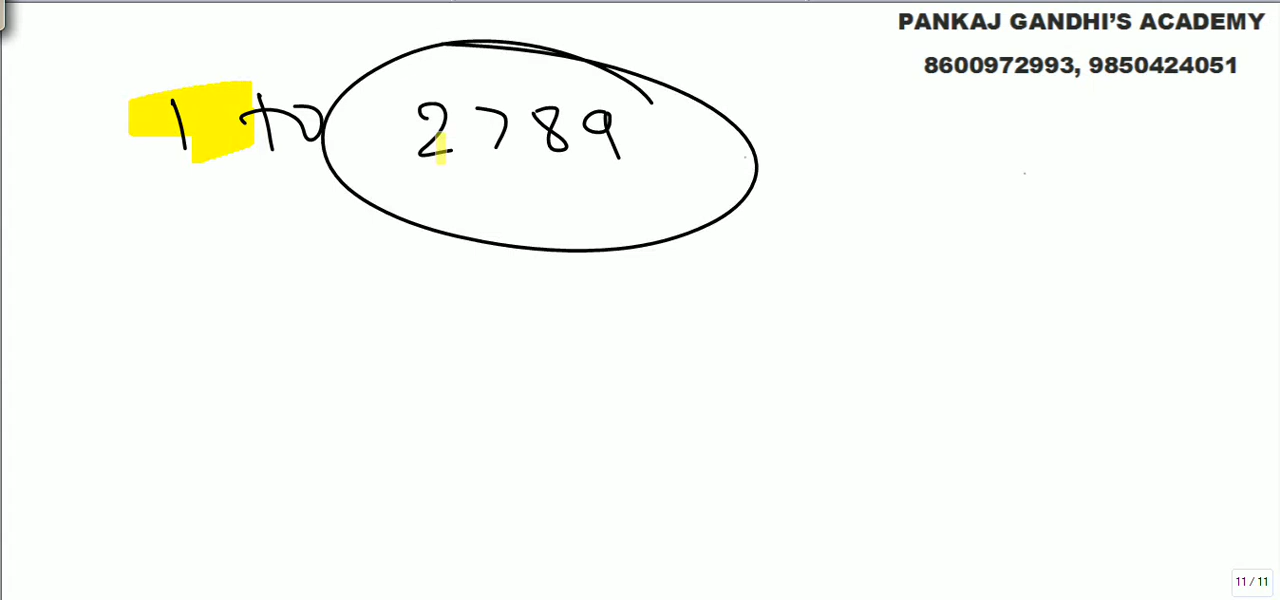 PANKAJ GANDHI'S ACADEMY
8600972993, 9850424051
1 to 2789
11 / 11